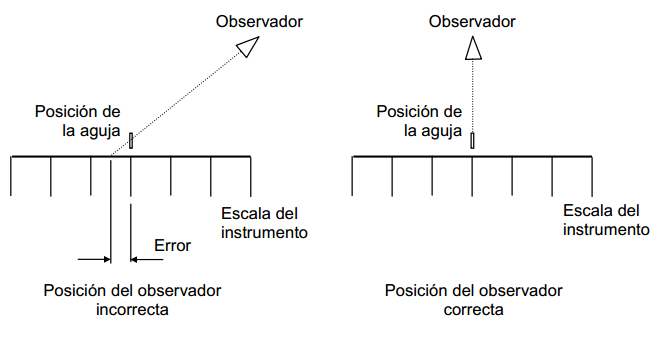 Observador
Posición de
la aguja
Escala del
instrumento
Error
Posición del observador
incorrecta
Observador
Posición de
la aguja
Escala del
instrumento
Posición del observador
correcta